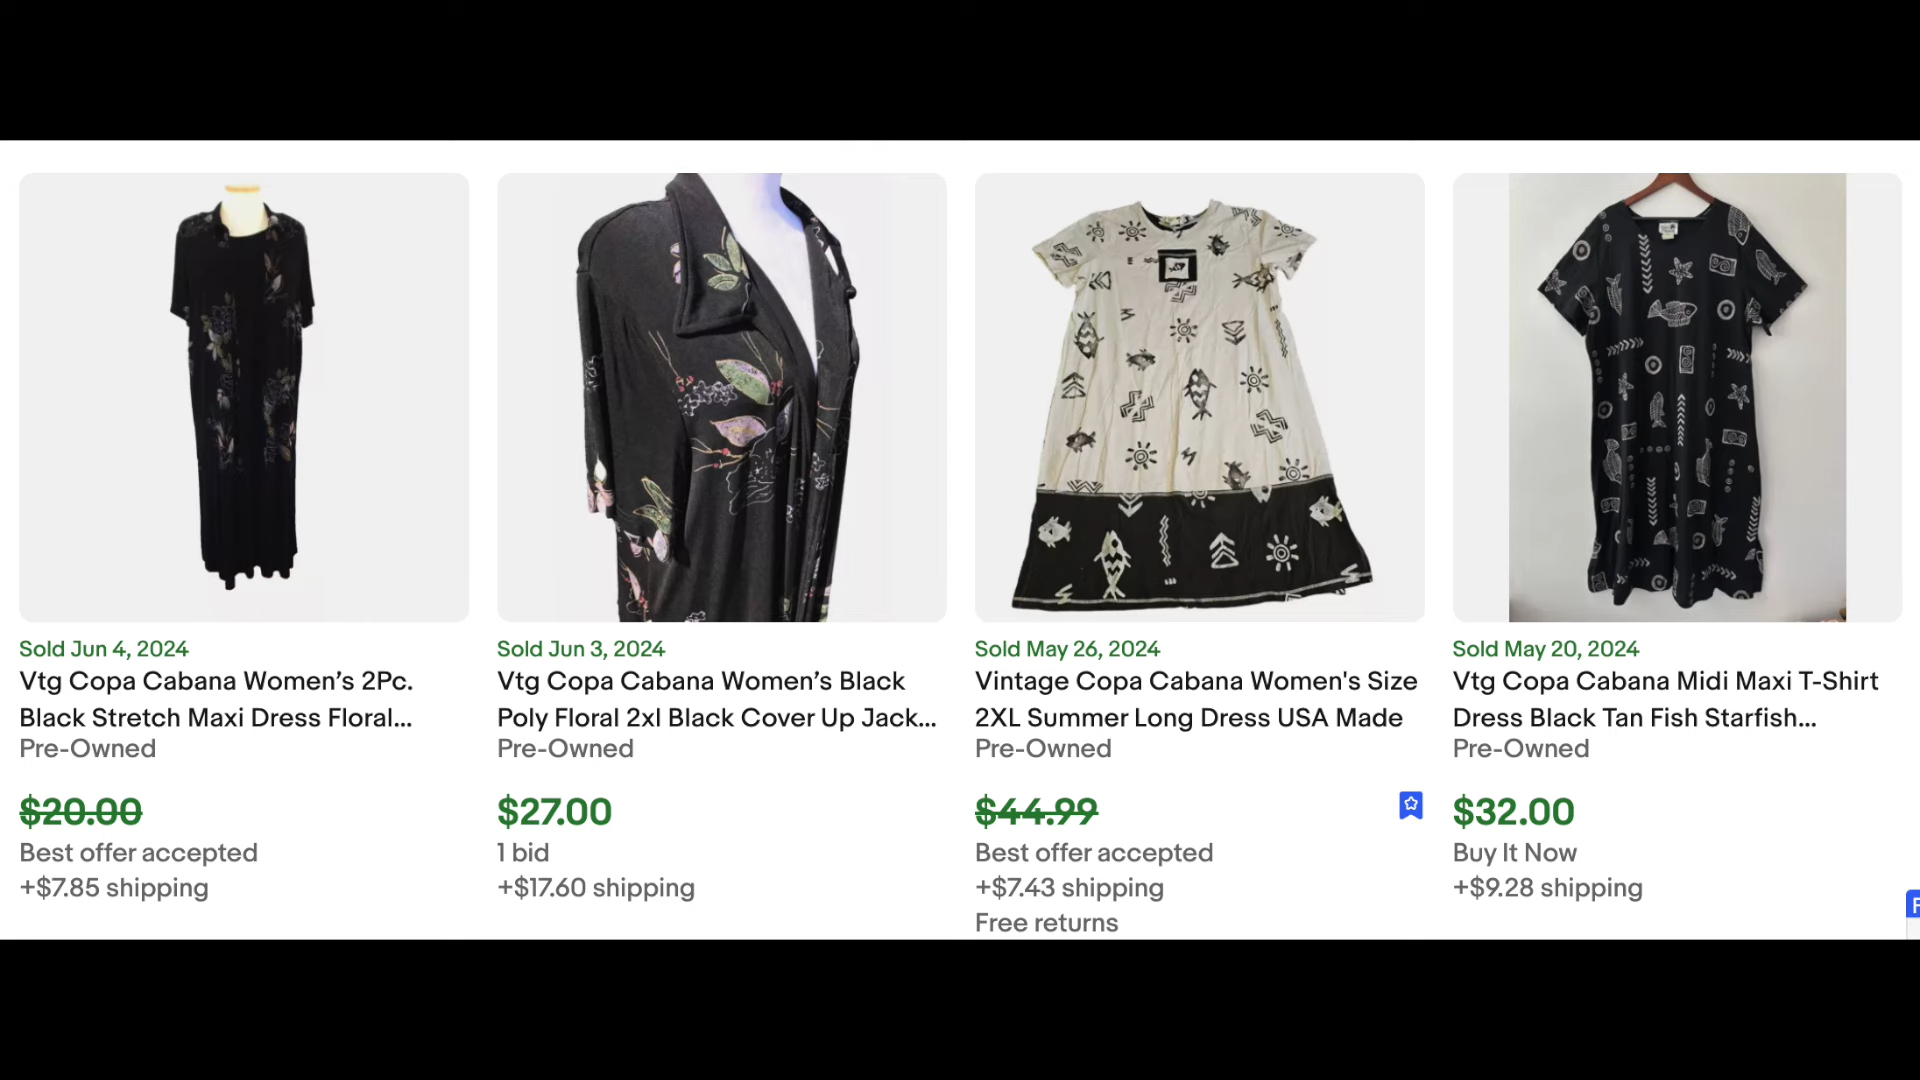 Sold Jun 4, 2024
Vtg Copa Cabana Women’s 2Pc.
Black Stretch Maxi Dress Floral...
Pre-Owned
$20.00
Best offer accepted
+$7.85 shipping
Sold Jun 3, 2024
Vtg Copa Cabana Women’s Black
Poly Floral 2xl Black Cover Up Jack...
Pre-Owned
$27.00
1 bid
+$17.60 shipping
Sold May 26, 2024
Vintage Copa Cabana Women's Size
2XL Summer Long Dress USA Made
Pre-Owned
$44.99
Best offer accepted
+$7.43 shipping
Free returns
Sold May 20, 2024
Vtg Copa Cabana Midi Maxi T-Shirt
Dress Black Tan Fish Starfish...
Pre-Owned
$32.00
Buy It Now
+$9.28 shipping